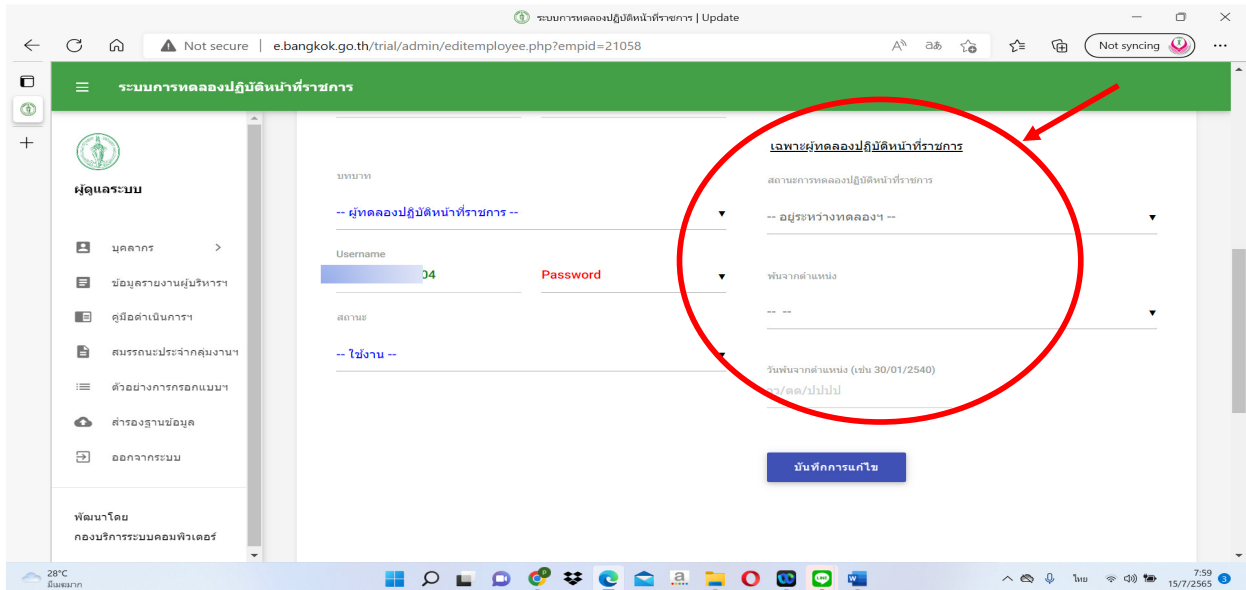 ระบบการทดลองปฏิบัติหน้าที่ราชการ | Update
Not secure | e.bangkok.go.th/trial/admin/editemployee.php?empid=21058
Not syncing
ระบบการทดลองปฏิบัติหน้าที่ราชการ
ผู้ดูแลระบบ
บุคลากร >
ข้อมูลรายงานผู้บริหารฯ
คู่มือดำเนินการฯ
สมรรถนะประจำกลุ่มงานฯ
ตัวอย่างการกรอกแบบฯ
สำรองฐานข้อมูล
ออกจากระบบ
พัฒนาโดย
กองบริการระบบคอมพิวเตอร์
บทบาท
-- ผู้ทดลองปฏิบัติหน้าที่ราชการ --
Username
04 Password
สถานะ
-- ใช้งาน --
เฉพาะผู้ทดลองปฏิบัติหน้าที่ราชการ
สถานะการทดลองปฏิบัติหน้าที่ราชการ
-- อยู่ระหว่างทดลองฯ --
พ้นจากตำแหน่ง
-- --
วันพ้นจากตำแหน่ง (เช่น 30/01/2540)
วว/ดด/ปปปป
บันทึกการแก้ไข
28°C
มีเมฆมาก
ไทย
7:59
15/7/2565
3